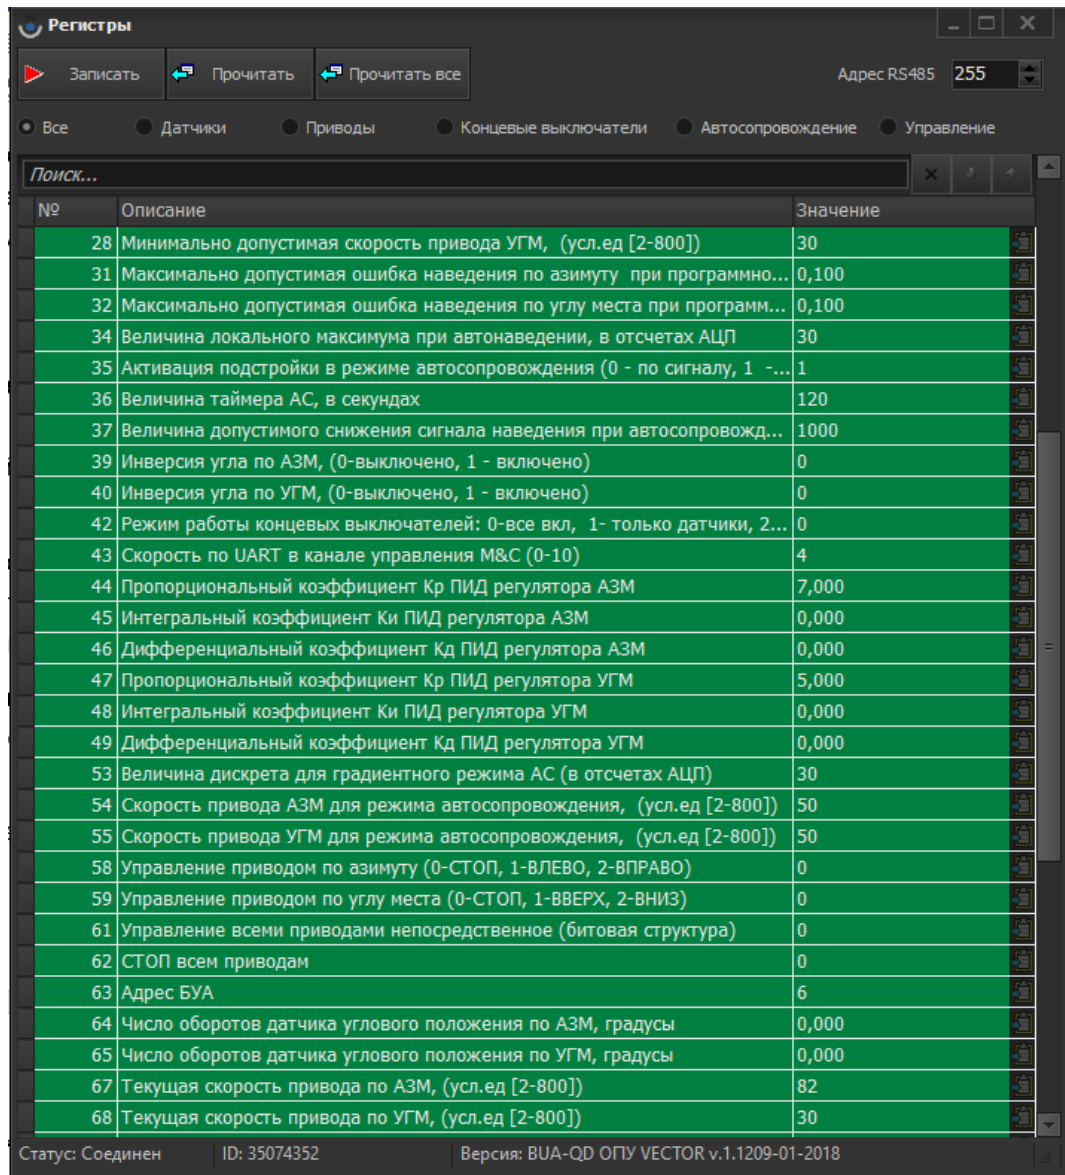 Регистры
Записать Прочитать Прочитать все Адрес RS485 255
Все Датчики Приводы Концевые выключатели Автосопровождение Управление
Поиск...
№ Описание Значение
28 Минимально допустимая скорость привода УГМ, (усл.ед [2-800]) 30
31 Максимально допустимая ошибка наведения по азимуту при программно... 0,100
32 Максимально допустимая ошибка наведения по углу места при програм... 0,100
34 Величина локального максимума при автонаведении, в отсчетах АЦП 30
35 Активация подстройки в режиме автосопровождения (0 - по сигналу, 1 -... 1
36 Величина таймера АС, в секундах 120
37 Величина допустимого снижения сигнала наведения при автосопровожд... 1000
39 Инверсия угла по АЗМ, (0-выключено, 1 - включено) 0
40 Инверсия угла по УГМ, (0-выключено, 1 - включено) 0
42 Режим работы концевых выключателей: 0-все вкл, 1- только датчики, 2... 0
43 Скорость по UART в канале управления M&C (0-10) 4
44 Пропорциональный коэффициент Кр ПИД регулятора АЗМ 7,000
45 Интегральный коэффициент Ки ПИД регулятора АЗМ 0,000
46 Дифференциальный коэффициент Кд ПИД регулятора АЗМ 0,000
47 Пропорциональный коэффициент Кр ПИД регулятора УГМ 5,000
48 Интегральный коэффициент Ки ПИД регулятора УГМ 0,000
49 Дифференциальный коэффициент Кд ПИД регулятора УГМ 0,000
53 Величина дискрета для градиентного режима АС (в отсчетах АЦП) 30
54 Скорость привода АЗМ для режима автосопровождения, (усл.ед [2-800]) 50
55 Скорость привода УГМ для режима автосопровождения, (усл.ед [2-800]) 50
58 Управление приводом по азимуту (0-СТОП, 1-ВЛЕВО, 2-ВПРАВО) 0
59 Управление приводом по углу места (0-СТОП, 1-ВВЕРХ, 2-ВНИЗ) 0
61 Управление всеми приводами непосредственное (битовая структура) 0
62 СТОП всем приводам 0
63 Адрес БУА 6
64 Число оборотов датчика углового положения по АЗМ, градусы 0,000
65 Число оборотов датчика углового положения по УГМ, градусы 0,000
67 Текущая скорость привода по АЗМ, (усл.ед [2-800]) 82
68 Текущая скорость привода по УГМ, (усл.ед [2-800]) 30
Статус: Соединен ID: 35074352 Версия: BUA-QD ОПУ VECTOR v.1.1209-01-2018